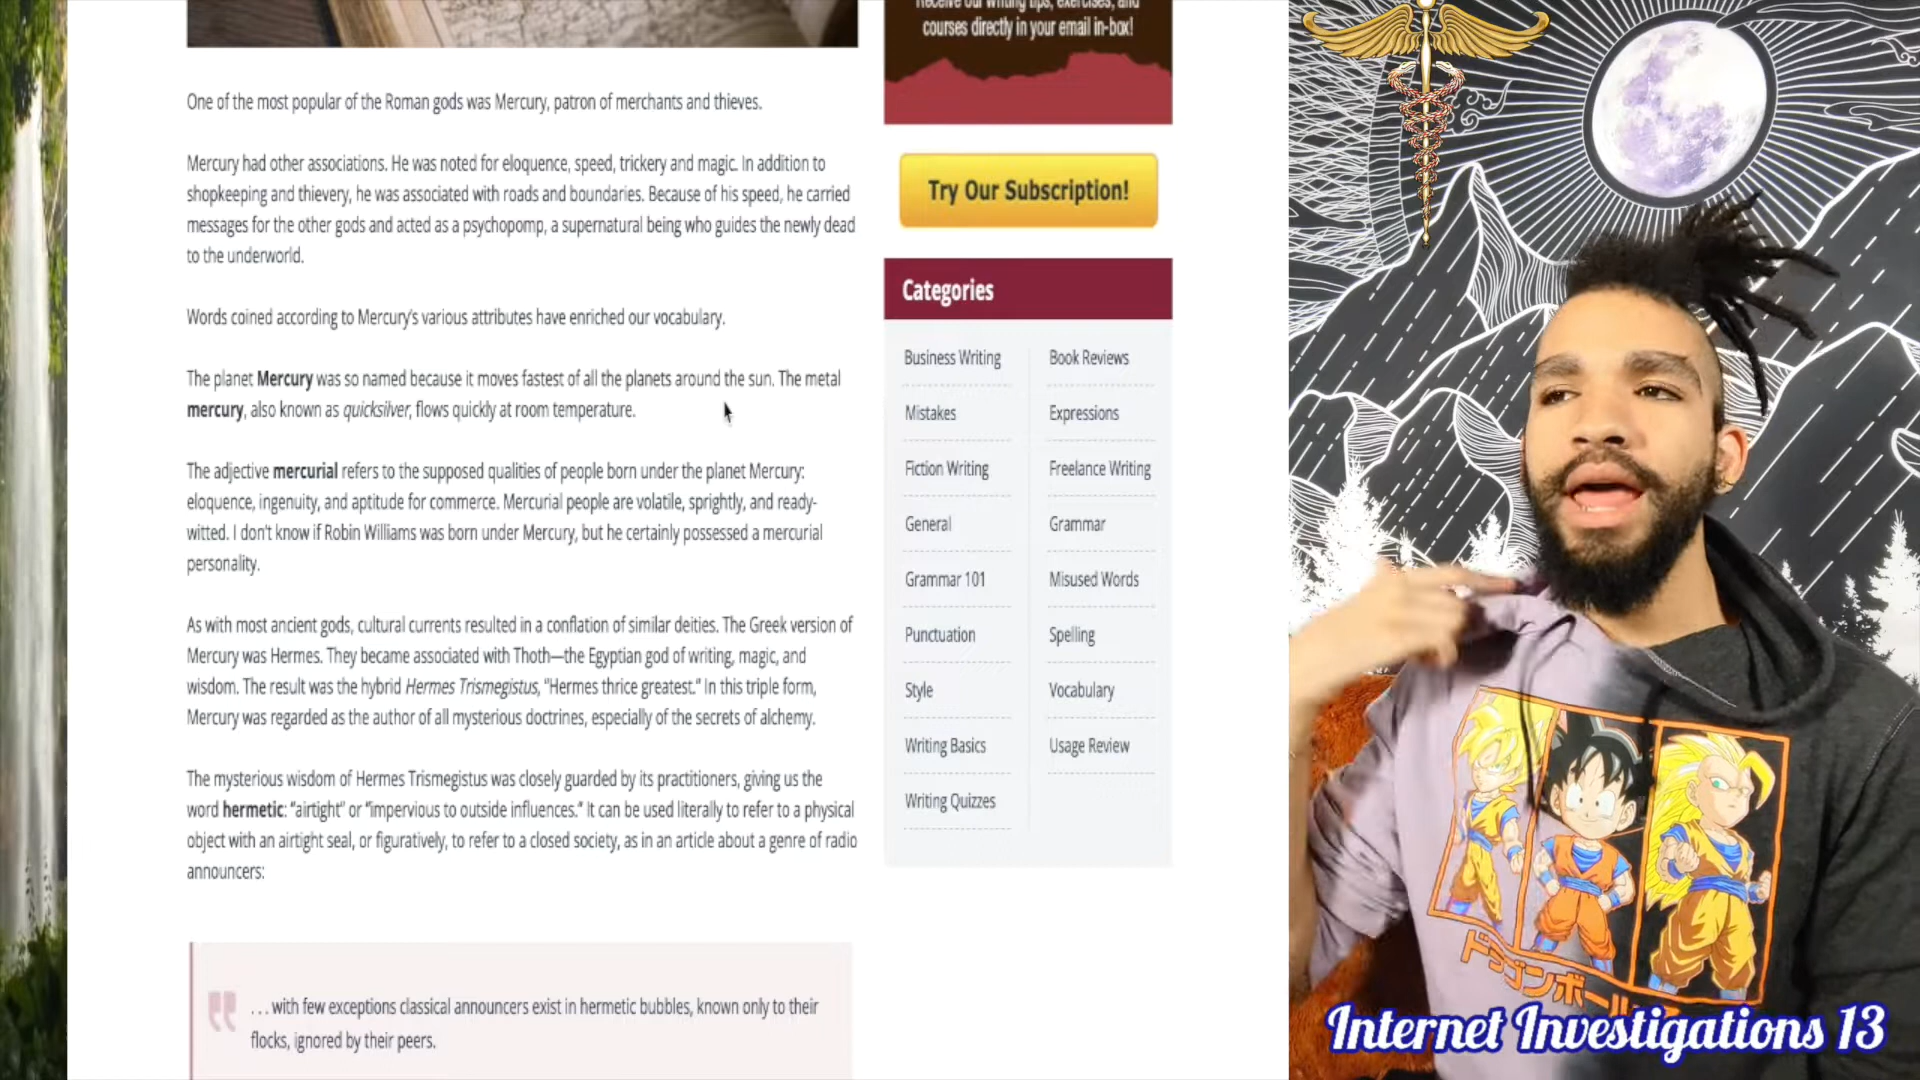 Receive our writing tips, exercises, and
courses directly in your email in-box!
One of the most popular of the Roman gods was Mercury, patron of merchants and thieves.
Mercury had other associations. He was noted for eloquence, speed, trickery and magic. In addition to
shopkeeping and thievery, he was associated with roads and boundaries. Because of his speed, he carried
messages for the other gods and acted as a psychopomp, a supernatural being who guides the newly dead
to the underworld.
Words coined according to Mercury's various attributes have enriched our vocabulary.
The planet Mercury was so named because it moves fastest of all the planets around the sun. The metal
mercury, also known as quicksilver, flows quickly at room temperature.
The adjective mercurial refers to the supposed qualities of people born under the planet Mercury:
eloquence, ingenuity, and aptitude for commerce. Mercurial people are volatile, sprightly, and ready-
witted. I don't know if Robin Williams was born under Mercury, but he certainly possessed a mercurial
personality.
As with most ancient gods, cultural currents resulted in a conflation of similar deities. The Greek version of
Mercury was Hermes. They became associated with Thoth—the Egyptian god of writing, magic, and
wisdom. The result was the hybrid Hermes Trismegistus, "Hermes thrice greatest." In this triple form,
Mercury was regarded as the author of all mysterious doctrines, especially of the secrets of alchemy.
The mysterious wisdom of Hermes Trismegistus was closely guarded by its practitioners, giving us the
word hermetic: "airtight" or "impervious to outside influences." It can be used literally to refer to a physical
object with an airtight seal, or figuratively, to refer to a closed society, as in an article about a genre of radio
announcers:
. . . with few exceptions classical announcers exist in hermetic bubbles, known only to their
flocks, ignored by their peers.
Try Our Subscription!
Categories
Business Writing
Book Reviews
Mistakes
Expressions
Fiction Writing
Freelance Writing
General
Grammar
Grammar 101
Misused Words
Punctuation
Spelling
Style
Vocabulary
Writing Basics
Usage Review
Writing Quizzes
ドラゴンボール
Internet Investigations 13